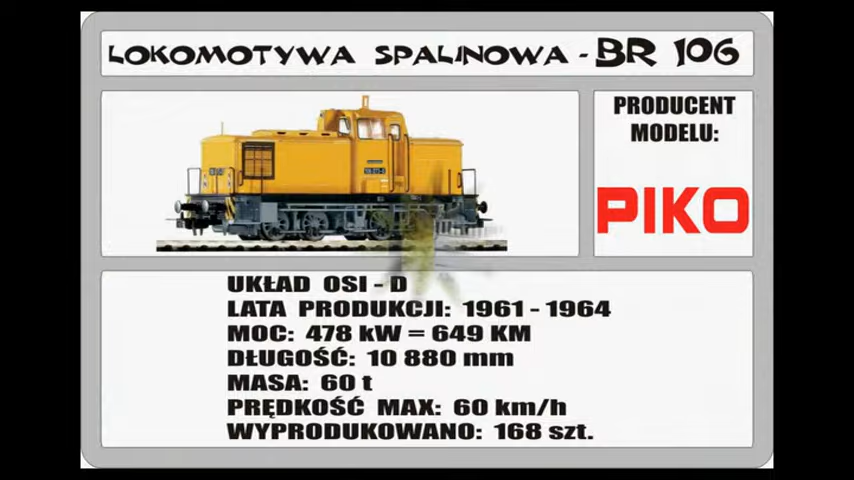 LOKOMOTYWA SPALINOWA - BR 106
PRODUCENT
MODELU:
PIKO
UKŁAD OSI - D
LATA PRODUKCJI: 1961 - 1964
MOC: 478 kW = 649 KM
DŁUGOŚĆ: 10 880 mm
MASA: 60 t
PRĘDKOŚĆ MAX: 60 km/h
WYPRODUKOWANO: 168 szt.